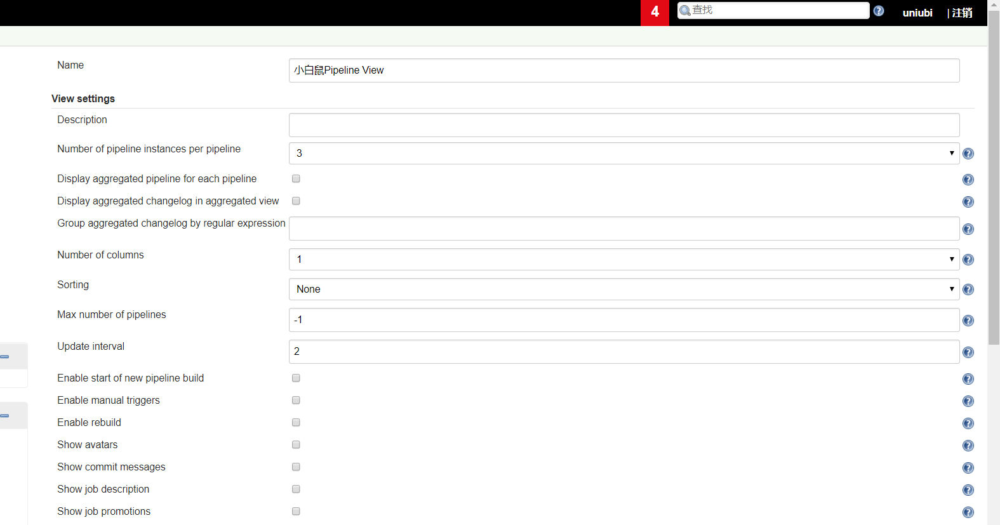 4 查找 uniubi | 注销
Name 小白鼠Pipeline View
View settings
Description
Number of pipeline instances per pipeline 3
Display aggregated pipeline for each pipeline
Display aggregated changelog in aggregated view
Group aggregated changelog by regular expression
Number of columns 1
Sorting None
Max number of pipelines -1
Update interval 2
Enable start of new pipeline build
Enable manual triggers
Enable rebuild
Show avatars
Show commit messages
Show job description
Show job promotions